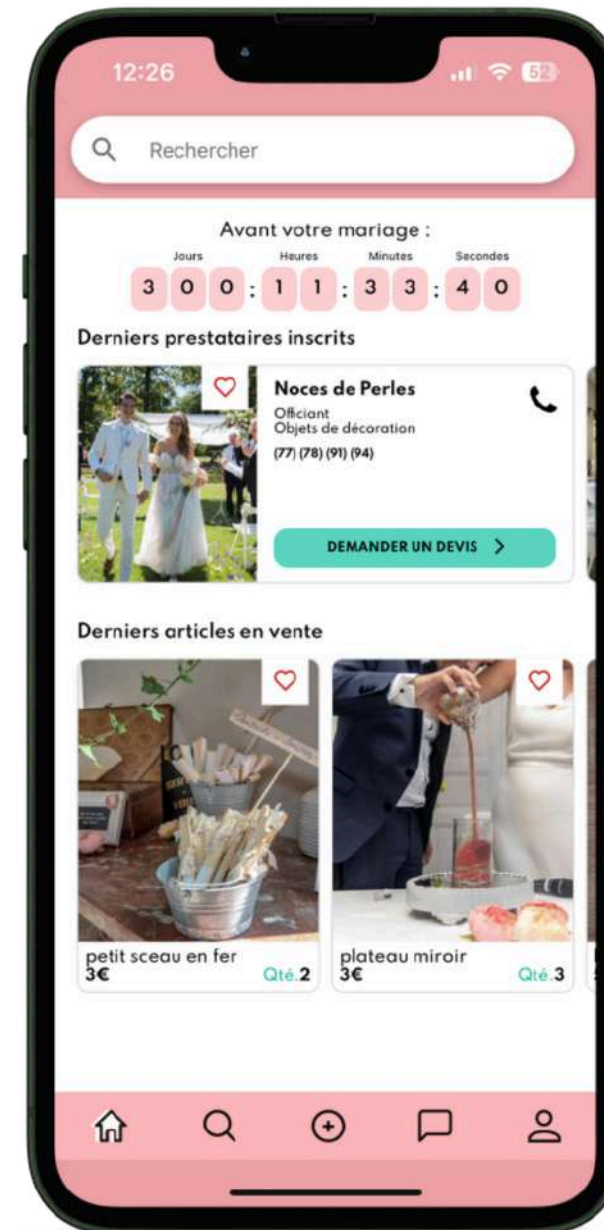 12:26
52
Rechercher
Avant votre mariage :
Jours Heures Minutes Secondes
3 0 0 : 1 1 : 3 3 : 4 0
Derniers prestataires inscrits
Noces de Perles
Officiant
Objets de décoration
(77) (78) (91) (94)
DEMANDER UN DEVIS
Derniers articles en vente
petit sceau en fer
3€ Qté.2
plateau miroir
3€ Qté.3